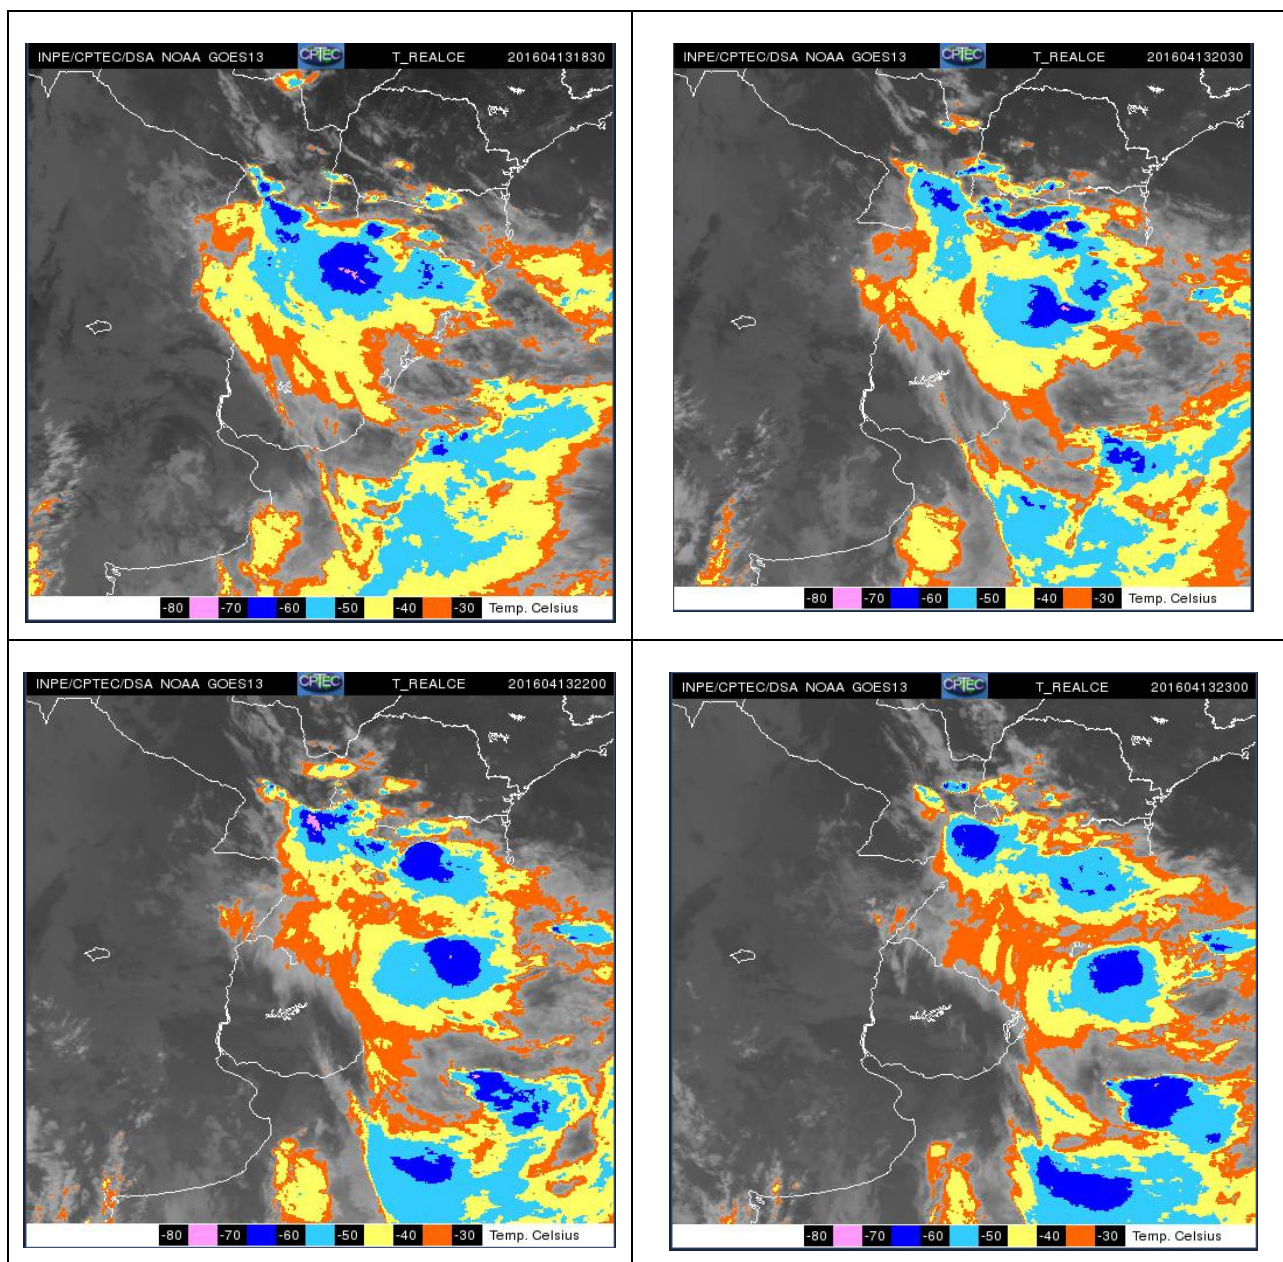 INPE/CPTEC/DSA NOAA GOES13 CPTEC T_REALCE 201604131830
-80 -70 -60 -50 -40 -30 Temp. Celsius
INPE/CPTEC/DSA NOAA GOES13 CPTEC T_REALCE 201604132030
-80 -70 -60 -50 -40 -30 Temp. Celsius
INPE/CPTEC/DSA NOAA GOES13 CPTEC T_REALCE 201604132200
-80 -70 -60 -50 -40 -30 Temp. Celsius
INPE/CPTEC/DSA NOAA GOES13 CPTEC T_REALCE 201604132300
-80 -70 -60 -50 -40 -30 Temp. Celsius